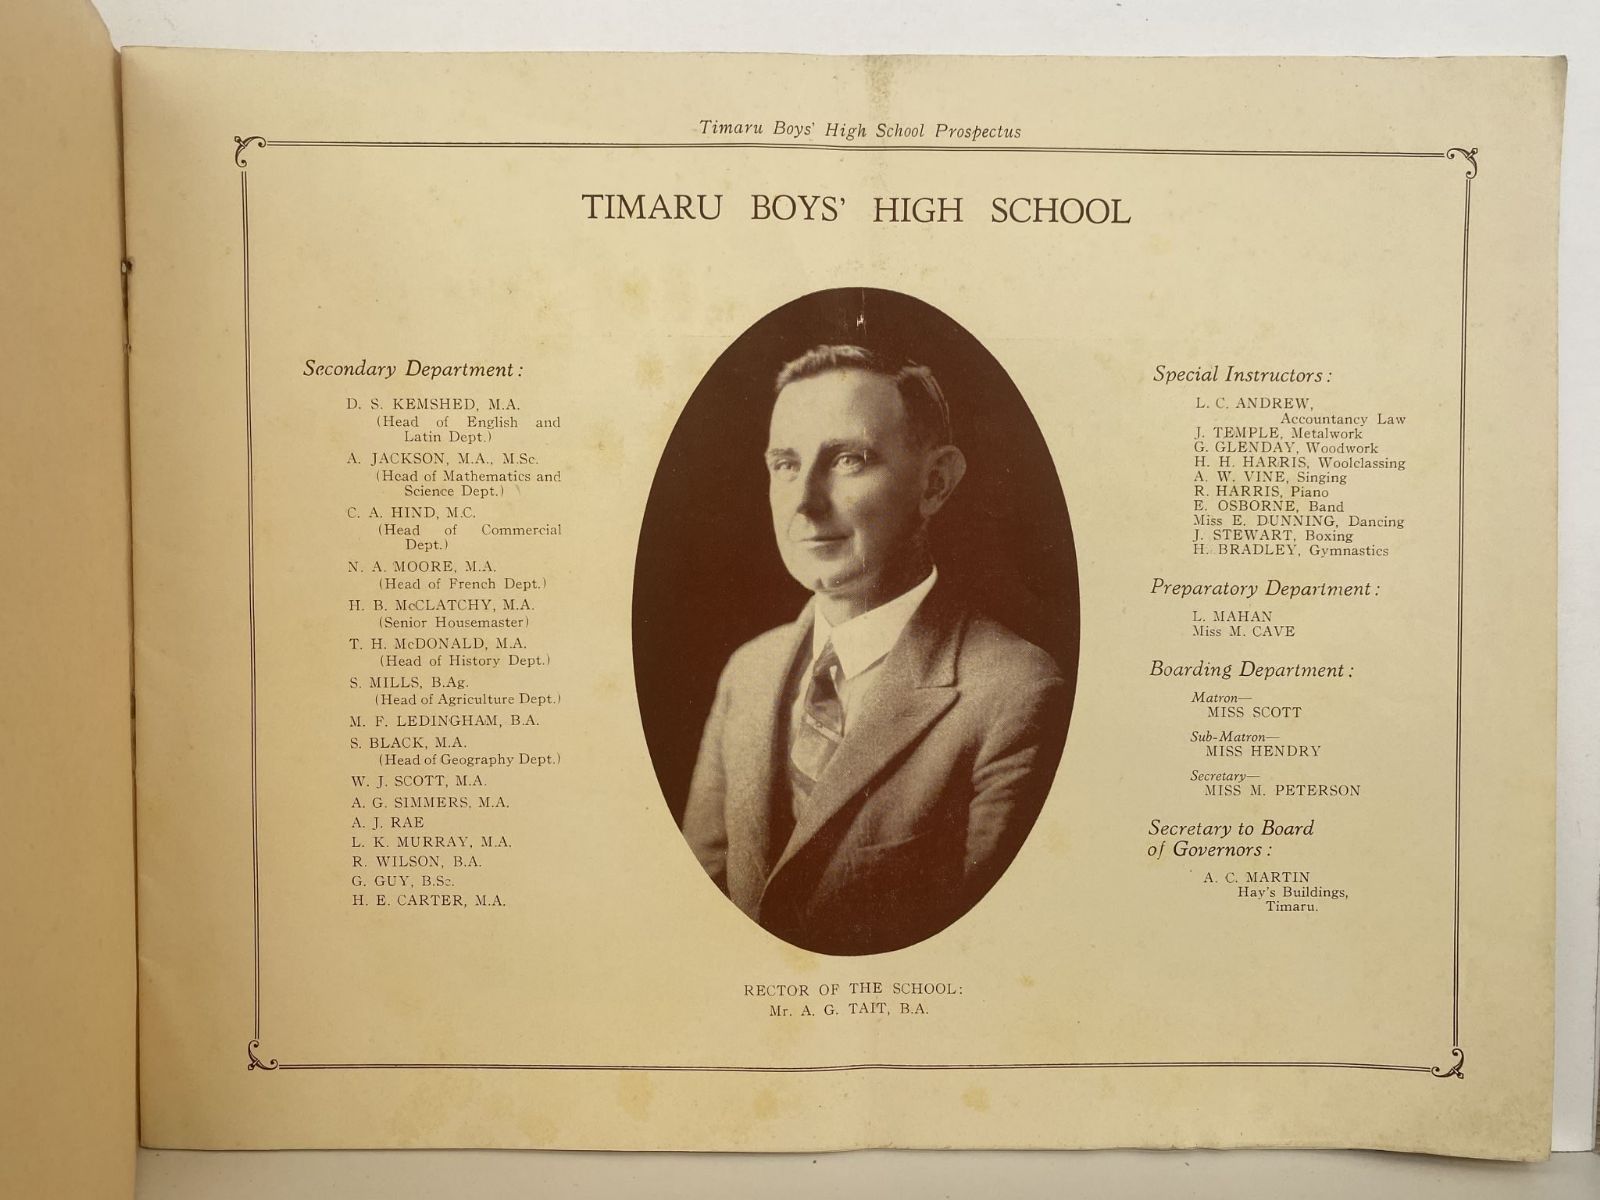 Timaru Boys' High School Prospectus
TIMARU BOYS' HIGH SCHOOL
Secondary Department:
D. S. KEMSHED, M.A.
(Head of English and
Latin Dept.)
A. JACKSON, M.A., M.Sc.
(Head of Mathematics and
Science Dept.)
C. A. HIND, M.C.
(Head of Commercial
Dept.)
N. A. MOORE, M.A.
(Head of French Dept.)
H. B. McCLATCHY, M.A.
(Senior Housemaster)
T. H. McDONALD, M.A.
(Head of History Dept.)
S. MILLS, B.Ag.
(Head of Agriculture Dept.)
M. F. LEDINGHAM, B.A.
S. BLACK, M.A.
(Head of Geography Dept.)
W. J. SCOTT, M.A.
A. G. SIMMERS, M.A.
A. J. RAE
L. K. MURRAY, M.A.
R. WILSON, B.A.
G. GUY, B.Sc.
H. E. CARTER, M.A.
RECTOR OF THE SCHOOL:
Mr. A. G. TAIT, B.A.
Special Instructors:
L. C. ANDREW,
Accountancy Law
J. TEMPLE, Metalwork
G. GLENDAY, Woodwork
H. H. HARRIS, Woolclassing
A. W. VINE, Singing
R. HARRIS, Piano
E. OSBORNE, Band
Miss E. DUNNING, Dancing
J. STEWART, Boxing
H. BRADLEY, Gymnastics
Preparatory Department:
L. MAHAN
Miss M. CAVE
Boarding Department:
Matron—
MISS SCOTT
Sub-Matron—
MISS HENDRY
Secretary—
MISS M. PETERSON
Secretary to Board
of Governors:
A. C. MARTIN
Hay's Buildings,
Timaru.